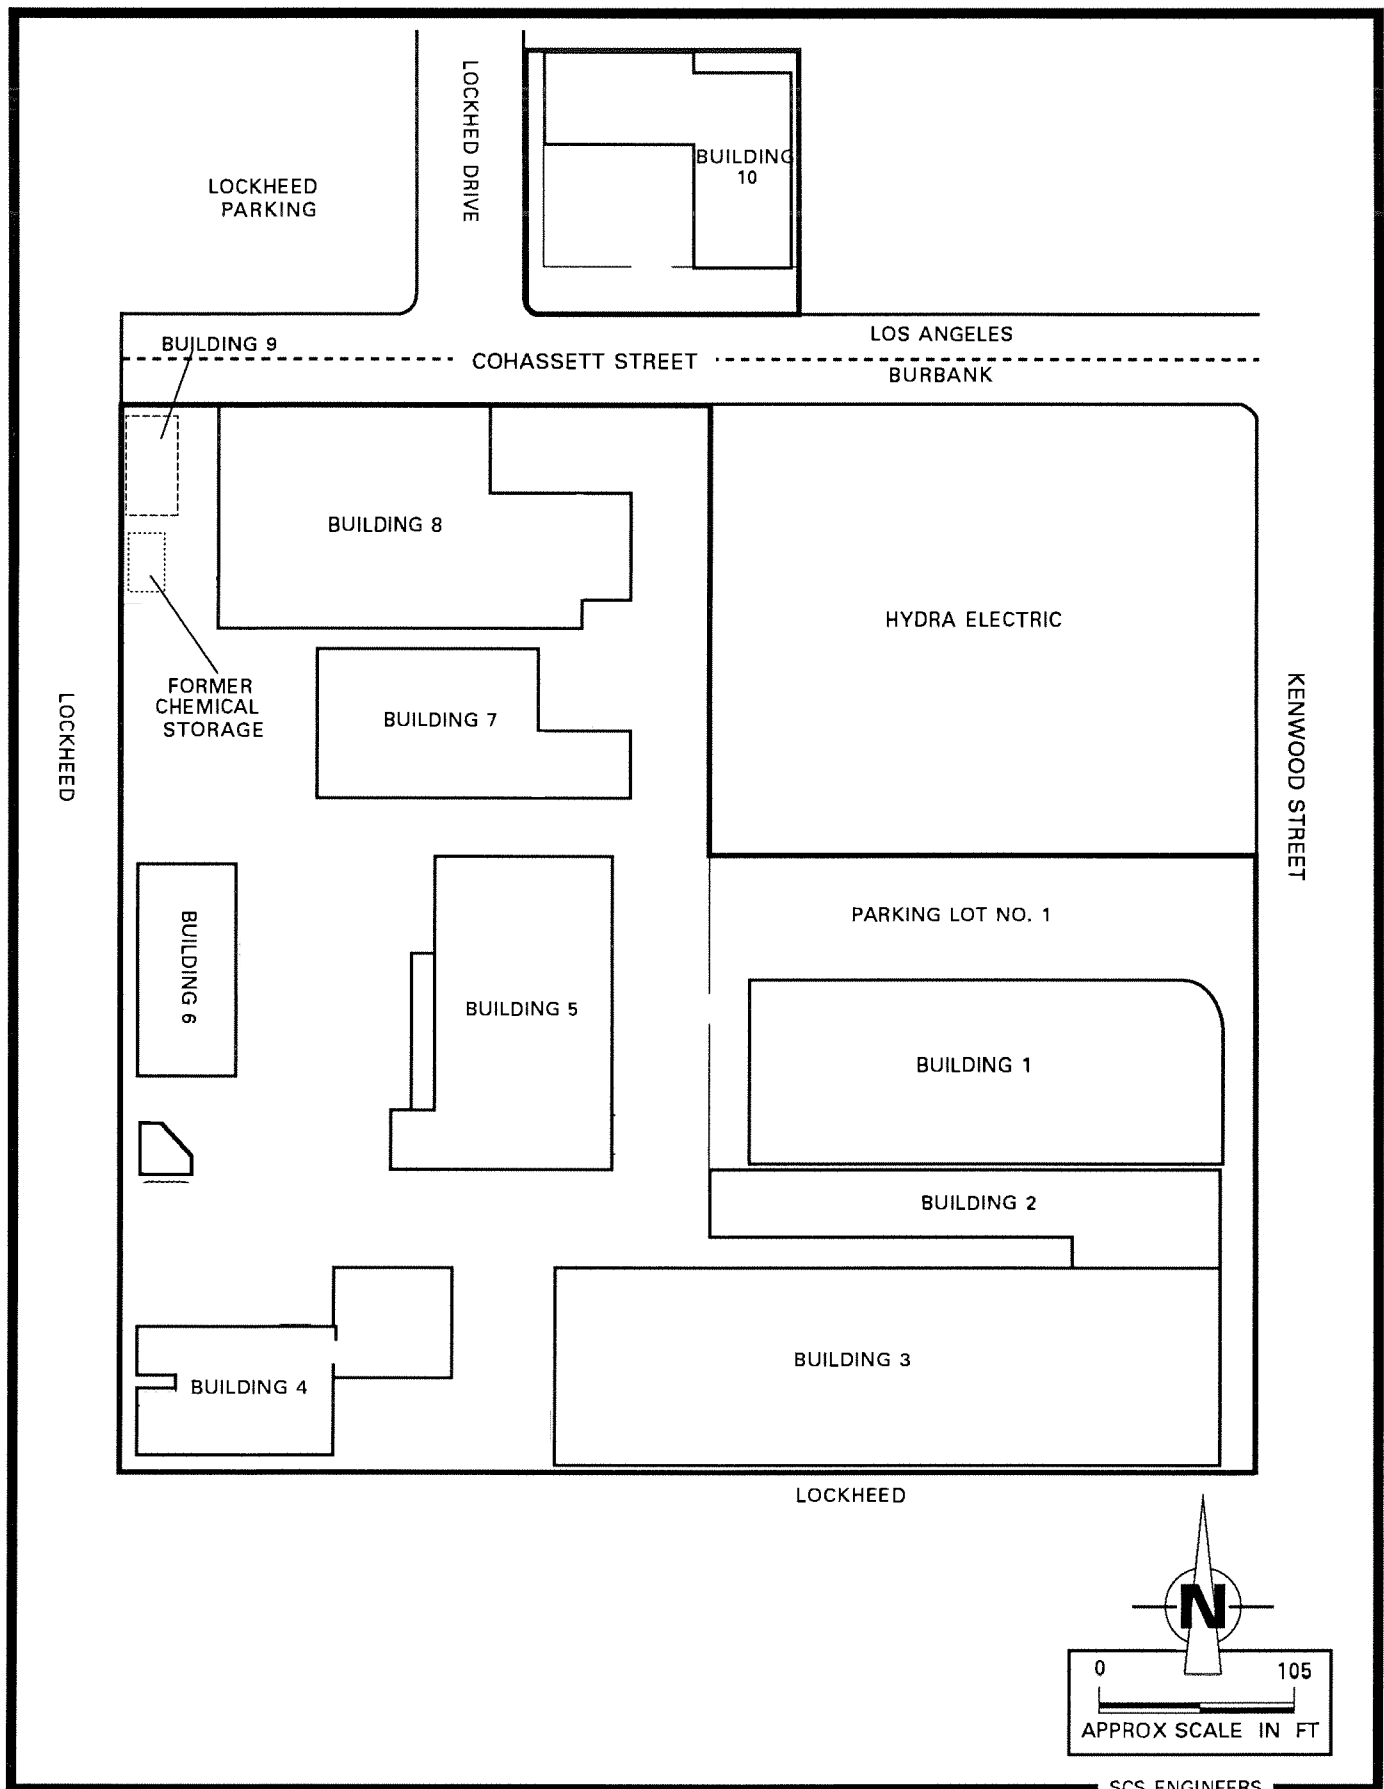 LOCKHED DRIVE
BUILDING
10
LOCKHEED
PARKING
LOS ANGELES
BUILDING 9
COHASSETT STREET
BURBANK
BUILDING 8
HYDRA ELECTRIC
FORMER
CHEMICAL
STORAGE
BUILDING 7
LOCKHEED
KENWOOD STREET
PARKING LOT NO. 1
BUILDING 6
BUILDING 5
BUILDING 1
BUILDING 2
BUILDING 3
BUILDING 4
LOCKHEED
N
0 105
APPROX SCALE IN FT
SCS ENGINEERS